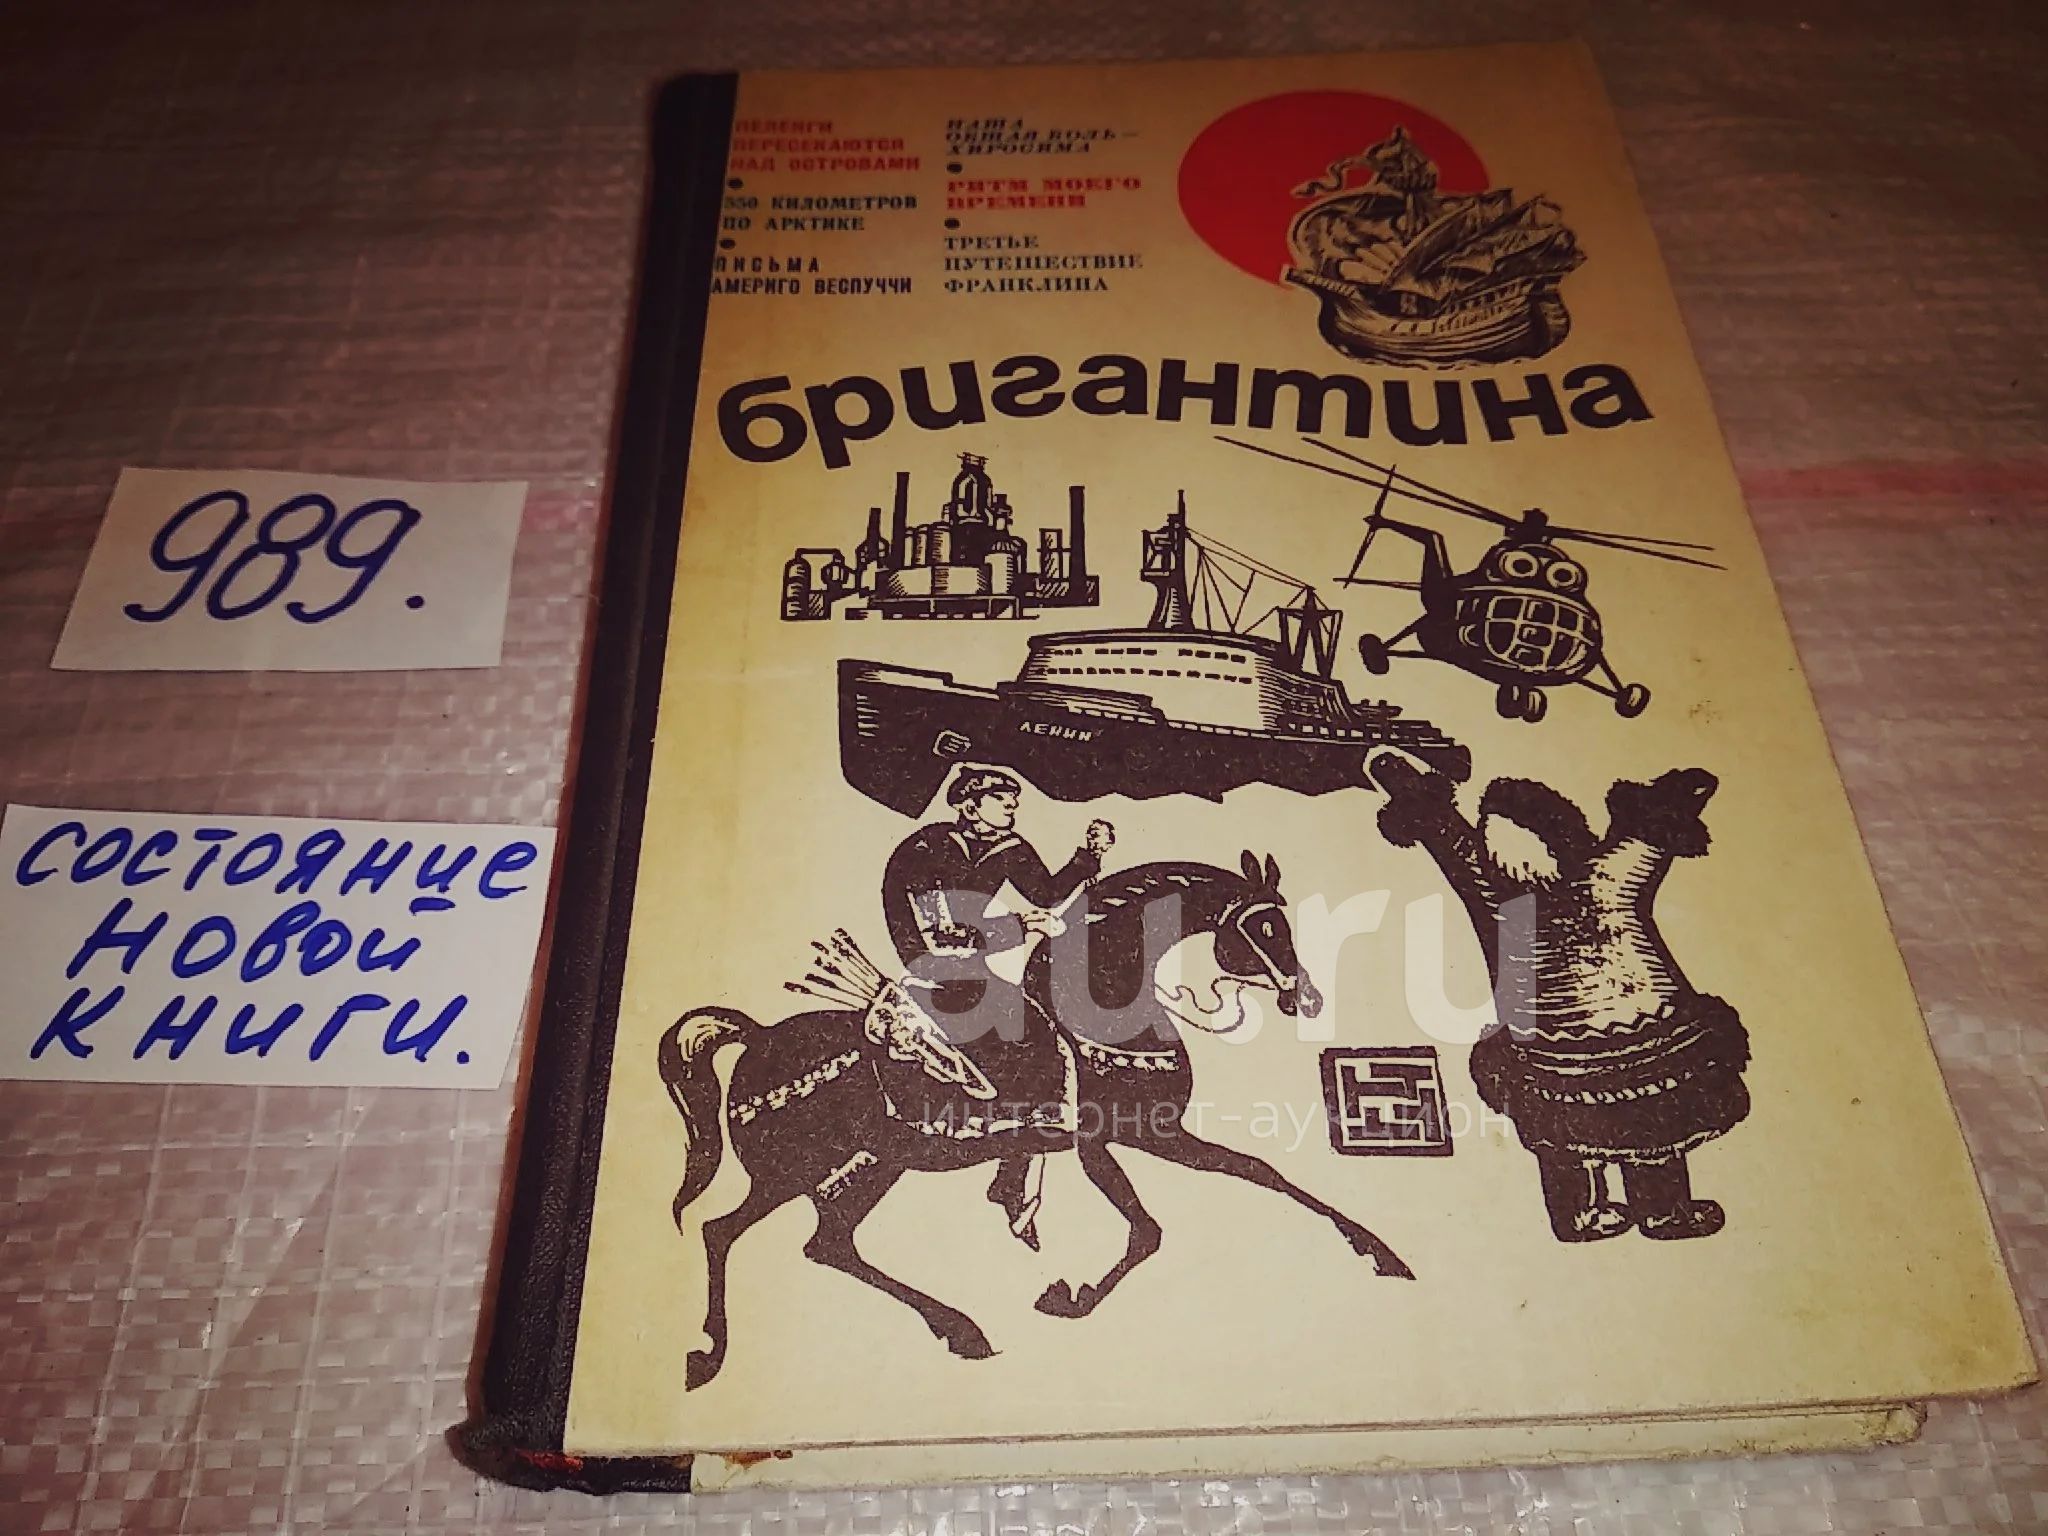 ПЕЛЕНГИ
ПЕРЕСЕКАЮТСЯ
НАД ОСТРОВАМИ
350 КИЛОМЕТРОВ
ПО АРКТИКЕ
ПИСЬМА
АМЕРИГО ВЕСПУЧЧИ
НАША
ОБЩАЯ БОЛЬ —
ХИРОСИМА
РИТМ МОЕГО
ВРЕМЕНИ
ТРЕТЬЕ
ПУТЕШЕСТВИЕ
ФРАНКЛИНА
бригантина
ЛЕНИН
989.
состояние
новой
книги.
au.ru
интернет-аукцион